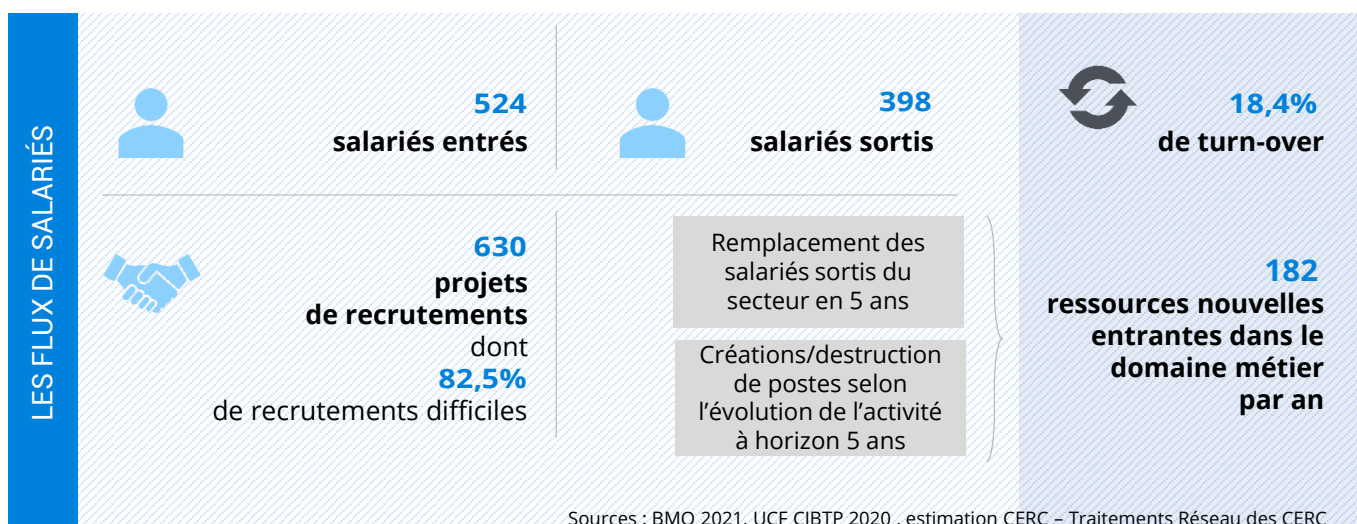 LES FLUX DE SALARIÉS
524
salariés entrés
398
salariés sortis
18,4%
de turn-over
630
projets
de recrutements
dont
82,5%
de recrutements difficiles
Remplacement des
salariés sortis du
secteur en 5 ans
Créations/destruction
de postes selon
l’évolution de l’activité
à horizon 5 ans
182
ressources nouvelles
entrantes dans le
domaine métier
par an
Sources : BMO 2021, UCF CIBTP 2020 , estimation CERC – Traitements Réseau des CERC